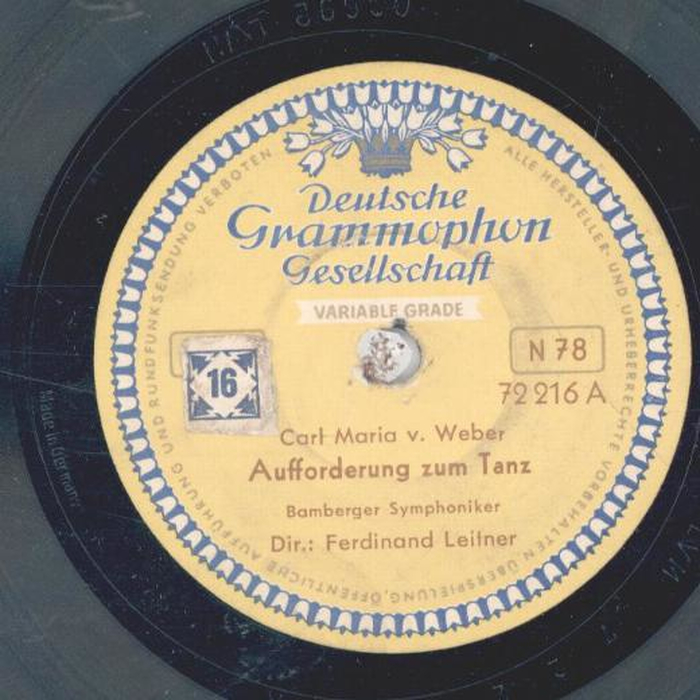 Deutsche
Grammophon
Gesellschaft
VARIABLE GRADE
N 78
72 216 A
16
Carl Maria v. Weber
Aufforderung zum Tanz
Bamberger Symphoniker
Dir.: Ferdinand Leitner
ALLE HERSTELLER- UND URHEBERRECHTE VORBEHALTEN. ÜBERSPIELUNG, ÖFFENTLICHE AUFFÜHRUNG UND RUNDFUNKSENDUNG VERBOTEN
Made in Germany